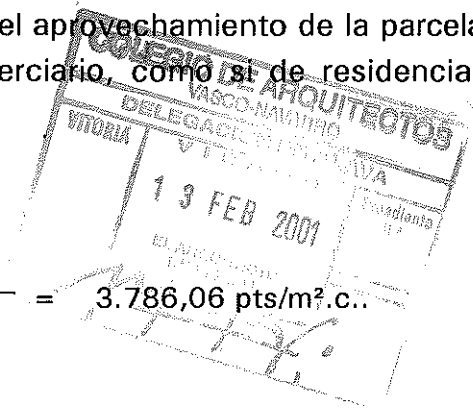 el aprovechamiento de la parcela
erciario, como si de residencia
COLEGIO DE ARQUITECTOS
VASCO-NAVARRO
DELEGACION
VITORIA
13 FEB 2001
= 3.786,06 pts/m².c..